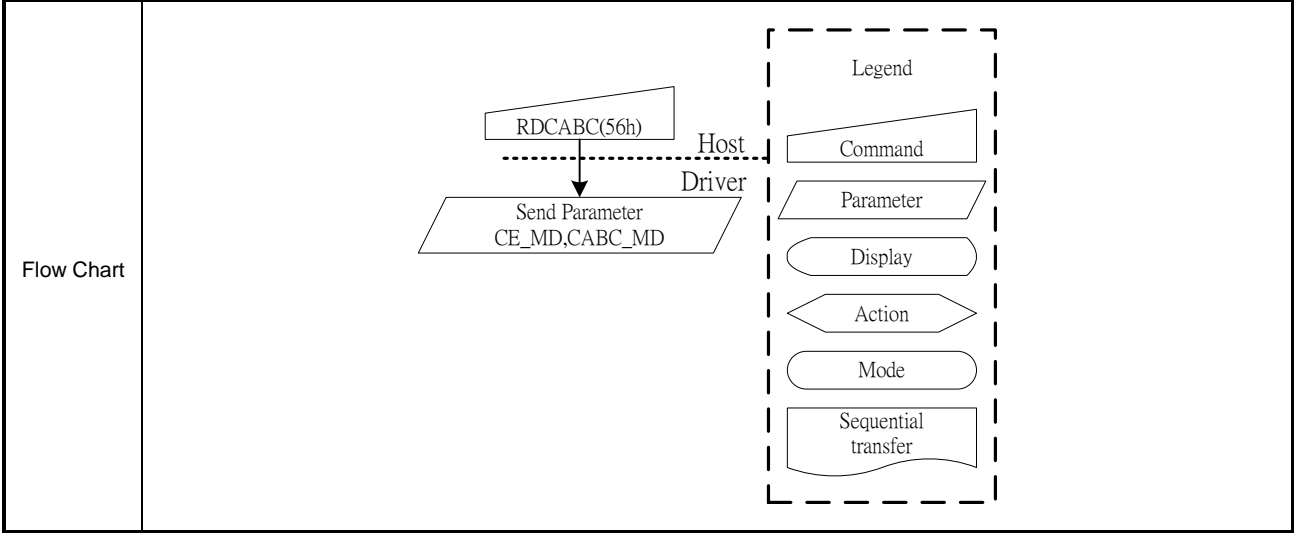 Flow Chart
RDCABC(56h)
Host
Driver
Send Parameter
CE_MD,CABC_MD
Legend
Command
Parameter
Display
Action
Mode
Sequential
transfer